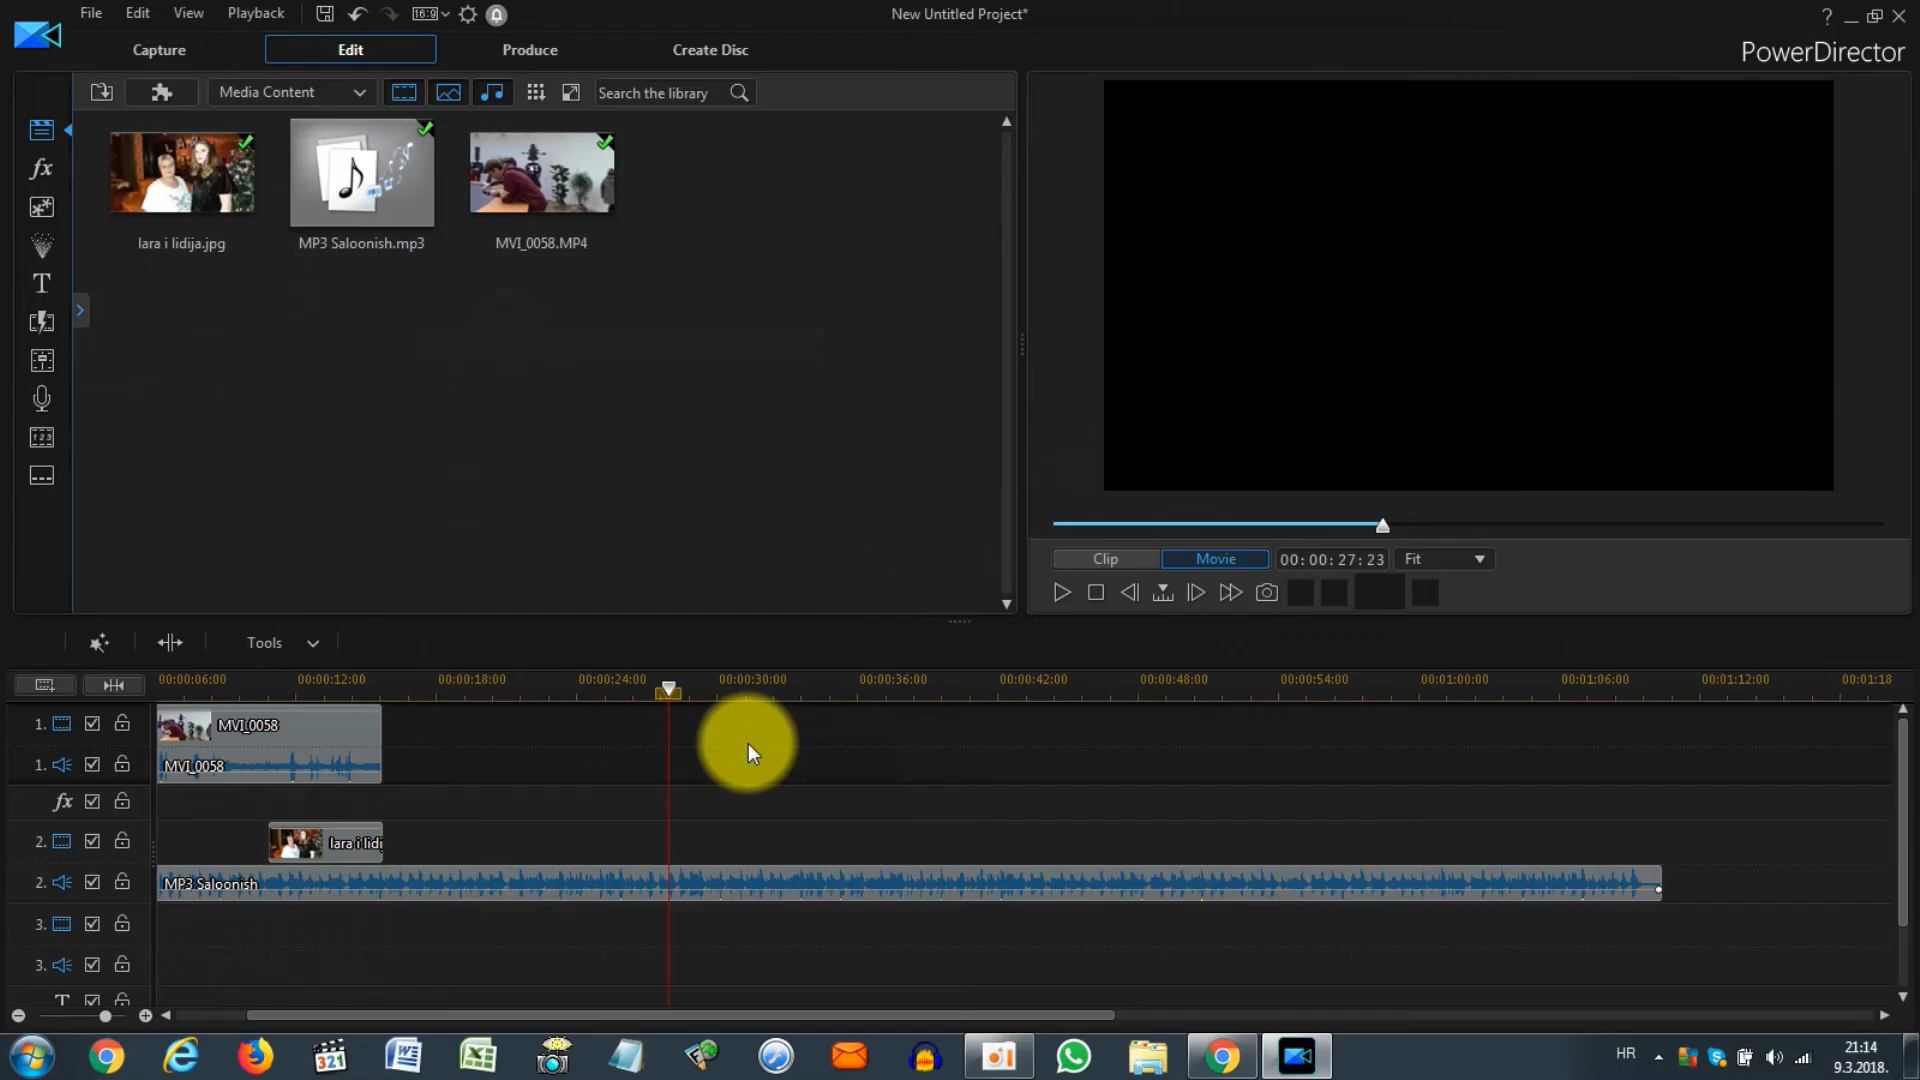 File Edit View Playback 16:9 New Untitled Project* ?
Capture Edit Produce Create Disc PowerDirector
Media Content Search the library
lara i lidija.jpg MP3 Saloonish.mp3 MVI_0058.MP4
fx
T
Clip Movie 00:00:27:23 Fit
Tools
00:00:06:00 00:00:12:00 00:00:18:00 00:00:24:00 00:00:30:00 00:00:36:00 00:00:42:00 00:00:48:00 00:00:54:00 00:01:00:00 00:01:06:00 00:01:12:00 00:01:18
1. MVI_0058
1. MVI_0058
fx
2. lara i lidi
2. MP3 Saloonish
3.
3.
T
HR 21:14
9.3.2018.